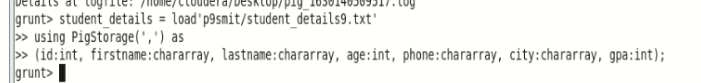 Details at logfile: /home/cloudera/Desktop/pig_1630140509517.log
grunt> student_details = load'p9smit/student_details9.txt'
>> using PigStorage(',') as
>> (id:int, firstname:chararray, lastname:chararray, age:int, phone:chararray, city:chararray, gpa:int);
grunt>